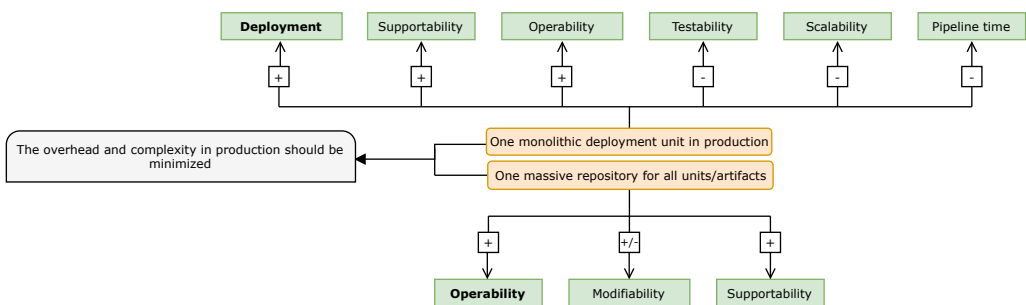 Deployment
Supportability
Operability
Testability
Scalability
Pipeline time
+
+
+
-
-
-
The overhead and complexity in production should be
minimized
One monolithic deployment unit in production
One massive repository for all units/artifacts
+
+/-
+
Operability
Modifiability
Supportability